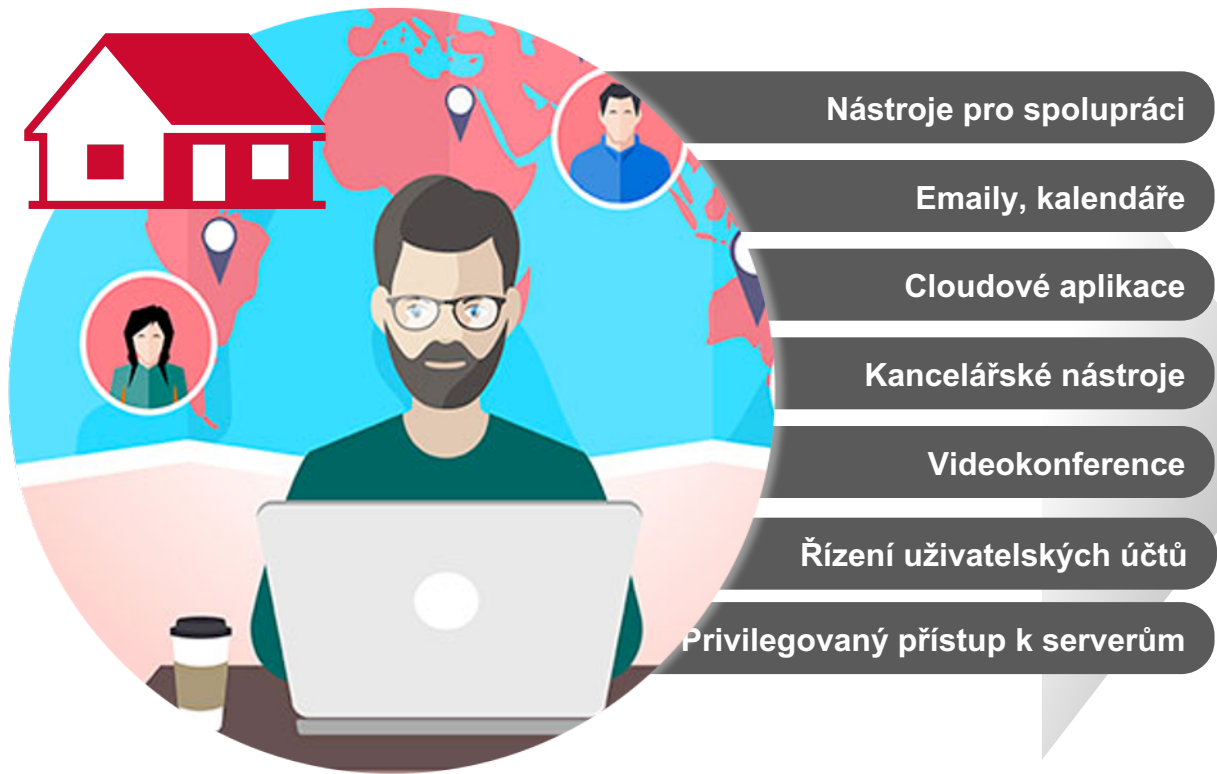 Nástroje pro spolupráci
Emaily, kalendáře
Cloudové aplikace
Kancelářské nástroje
Videokonference
Řízení uživatelských účtů
Privilegovaný přístup k serverům